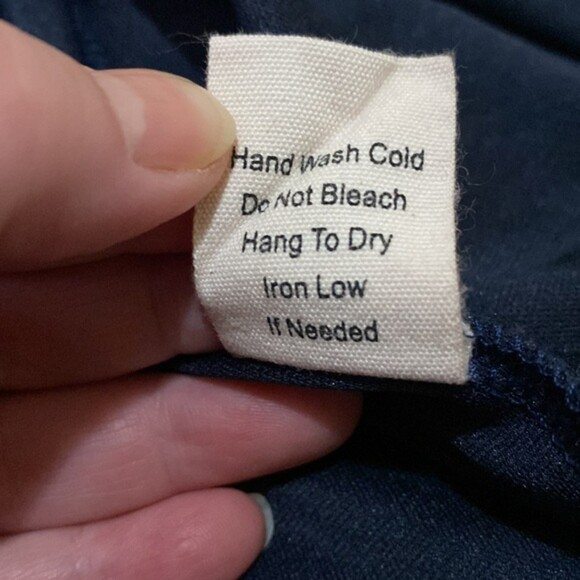 Hand Wash Cold
Do Not Bleach
Hang To Dry
Iron Low
If Needed